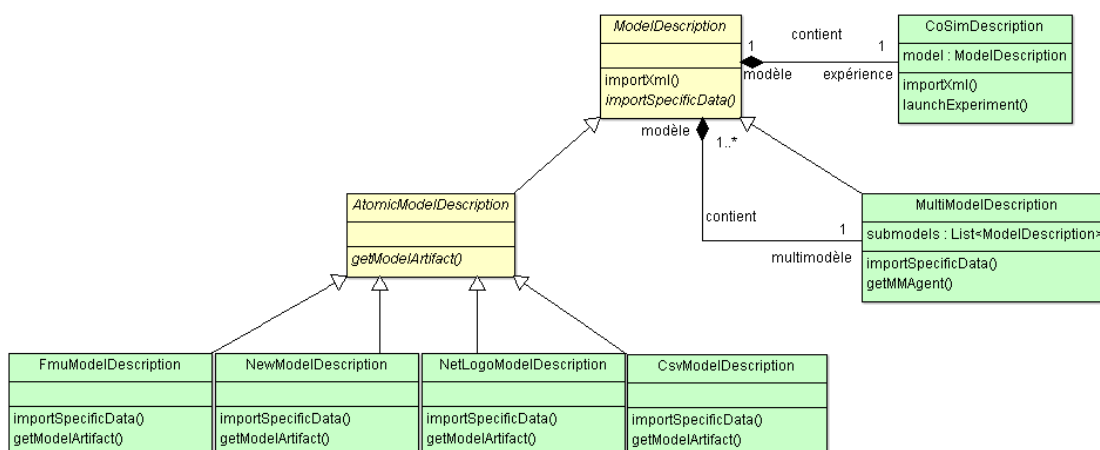 ModelDescription
importXml()
importSpecificData()
1
contient
1
modèle
expérience
CoSimDescription
model : ModelDescription
importXml()
launchExperiment()
modèle
1..*
contient
1
multimodèle
AtomicModelDescription
getModelArtifact()
MultiModelDescription
submodels : List<ModelDescription>
importSpecificData()
getMMAgent()
FmuModelDescription
importSpecificData()
getModelArtifact()
NewModelDescription
importSpecificData()
getModelArtifact()
NetLogoModelDescription
importSpecificData()
getModelArtifact()
CsvModelDescription
importSpecificData()
getModelArtifact()